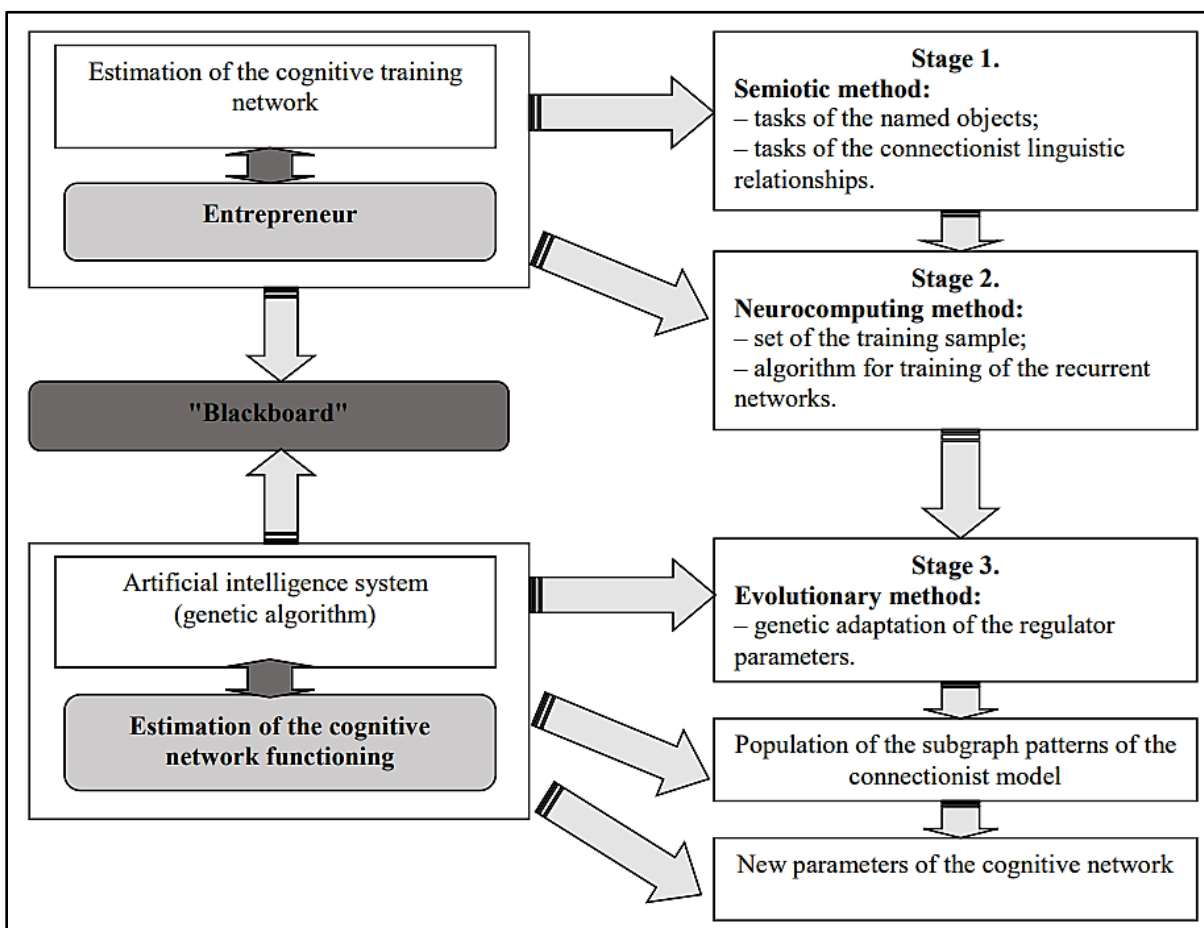 Estimation of the cognitive training
network
Entrepreneur
"Blackboard"
Artificial intelligence system
(genetic algorithm)
Estimation of the cognitive
network functioning
Stage 1.
Semiotic method:
– tasks of the named objects;
– tasks of the connectionist linguistic
relationships.
Stage 2.
Neurocomputing method:
– set of the training sample;
– algorithm for training of the recurrent
networks.
Stage 3.
Evolutionary method:
– genetic adaptation of the regulator
parameters.
Population of the subgraph patterns of the
connectionist model
New parameters of the cognitive network